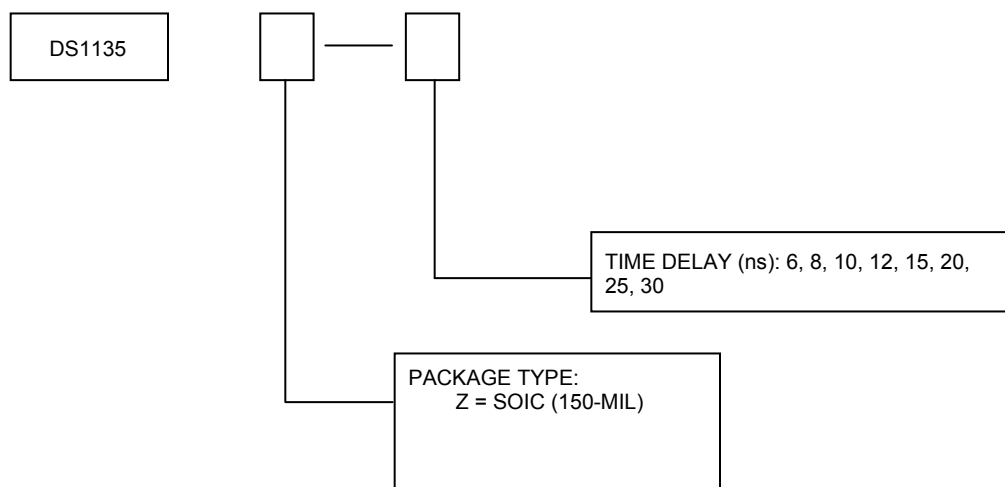 DS1135
TIME DELAY (ns): 6, 8, 10, 12, 15, 20,
25, 30
PACKAGE TYPE:
Z = SOIC (150-MIL)